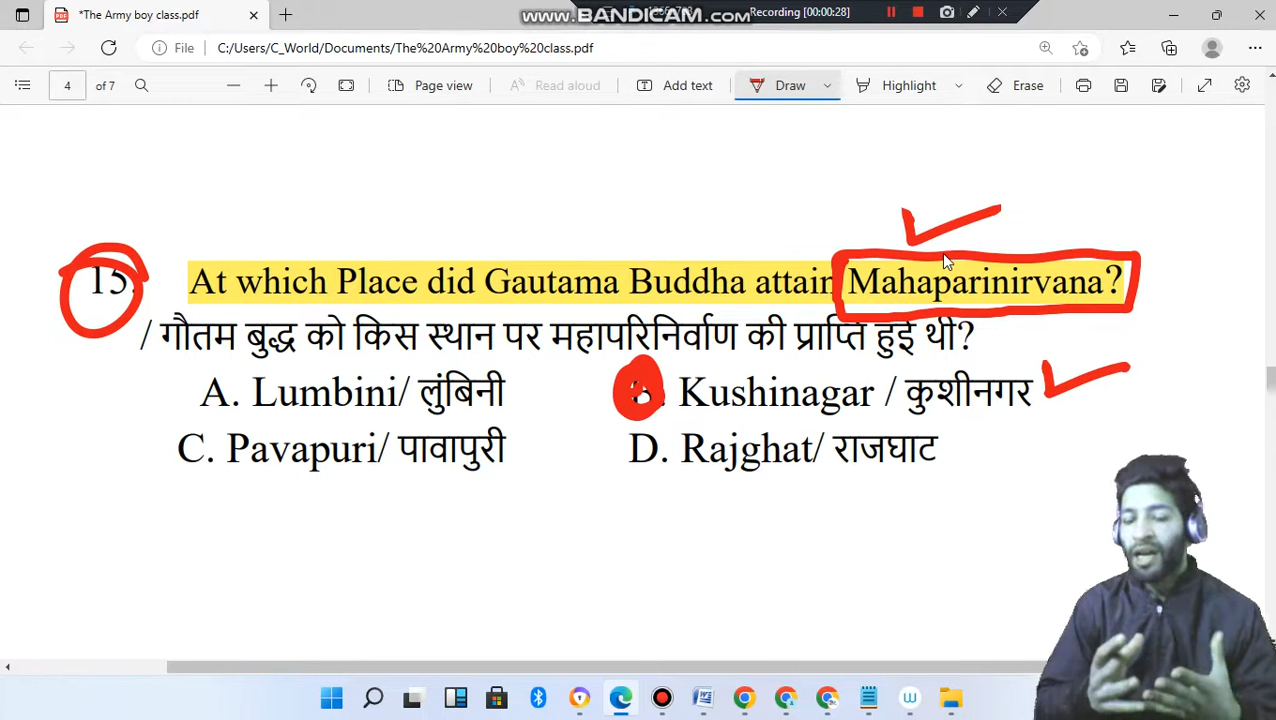 *The Army boy class.pdf
www.BANDICAM.com
Recording [00:00:28]
File
C:/Users/C_World/Documents/The%20Army%20boy%20class.pdf
4 of 7
Page view
Read aloud
Add text
Draw
Highlight
Erase
15. At which Place did Gautama Buddha attain Mahaparinirvana?
/ गौतम बुद्ध को किस स्थान पर महापरिनिर्वाण की प्राप्ति हुई थी?
A. Lumbini/ लुंबिनी B. Kushinagar / कुशीनगर
C. Pavapuri/ पावापुरी D. Rajghat/ राजघाट